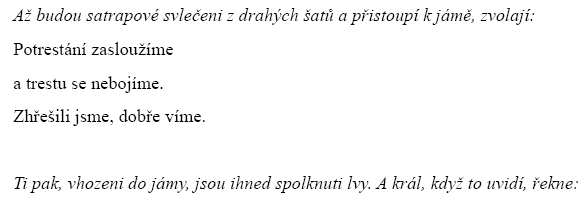 Až budou satrapové svlečeni z drahých šatů a přistoupí k jámě, zvolají:
Potrestání zasloužíme
a trestu se nebojíme.
Zhřešili jsme, dobře víme.
Ti pak, vhozeni do jámy, jsou ihned spolknuti lvy. A král, když to uvidí, řekne: